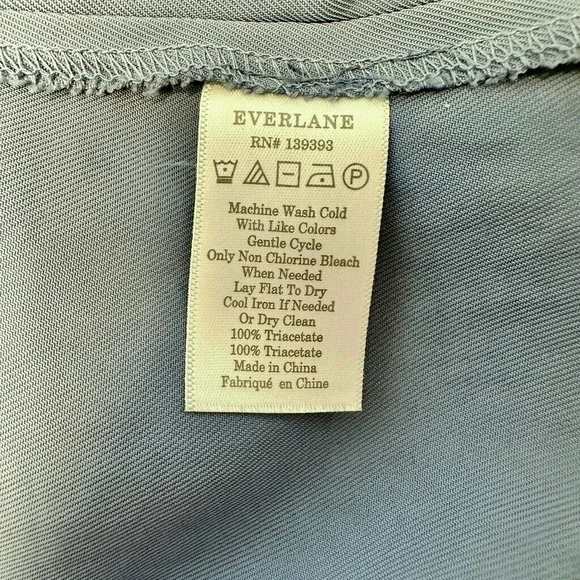 EVERLANE
RN# 139393
P
Machine Wash Cold
With Like Colors
Gentle Cycle
Only Non Chlorine Bleach
When Needed
Lay Flat To Dry
Cool Iron If Needed
Or Dry Clean
100% Triacetate
100% Triacetate
Made in China
Fabriqué en Chine